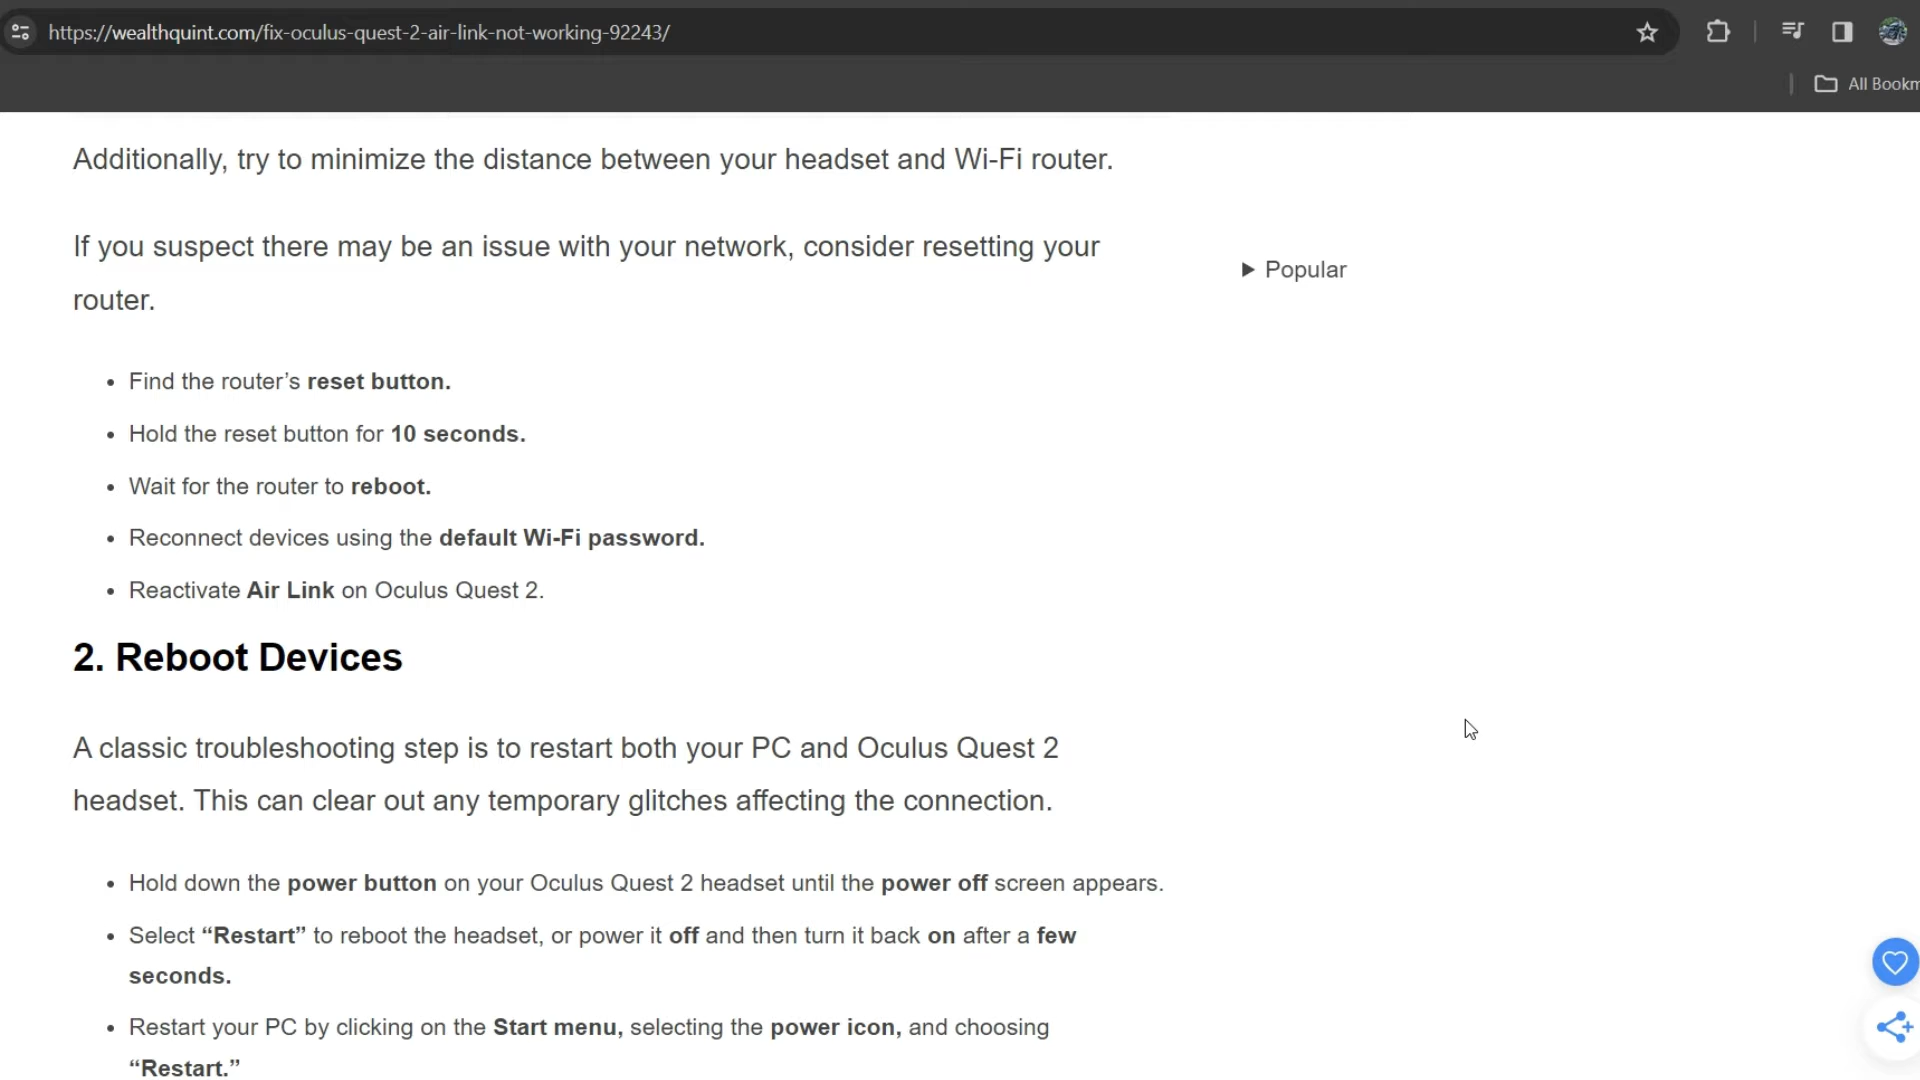 https://wealthquint.com/fix-oculus-quest-2-air-link-not-working-92243/
All Bookm
Additionally, try to minimize the distance between your headset and Wi-Fi router.
If you suspect there may be an issue with your network, consider resetting your
router.
Popular
• Find the router’s reset button.
• Hold the reset button for 10 seconds.
• Wait for the router to reboot.
• Reconnect devices using the default Wi-Fi password.
• Reactivate Air Link on Oculus Quest 2.
2. Reboot Devices
A classic troubleshooting step is to restart both your PC and Oculus Quest 2
headset. This can clear out any temporary glitches affecting the connection.
• Hold down the power button on your Oculus Quest 2 headset until the power off screen appears.
• Select “Restart” to reboot the headset, or power it off and then turn it back on after a few
seconds.
• Restart your PC by clicking on the Start menu, selecting the power icon, and choosing
“Restart.”